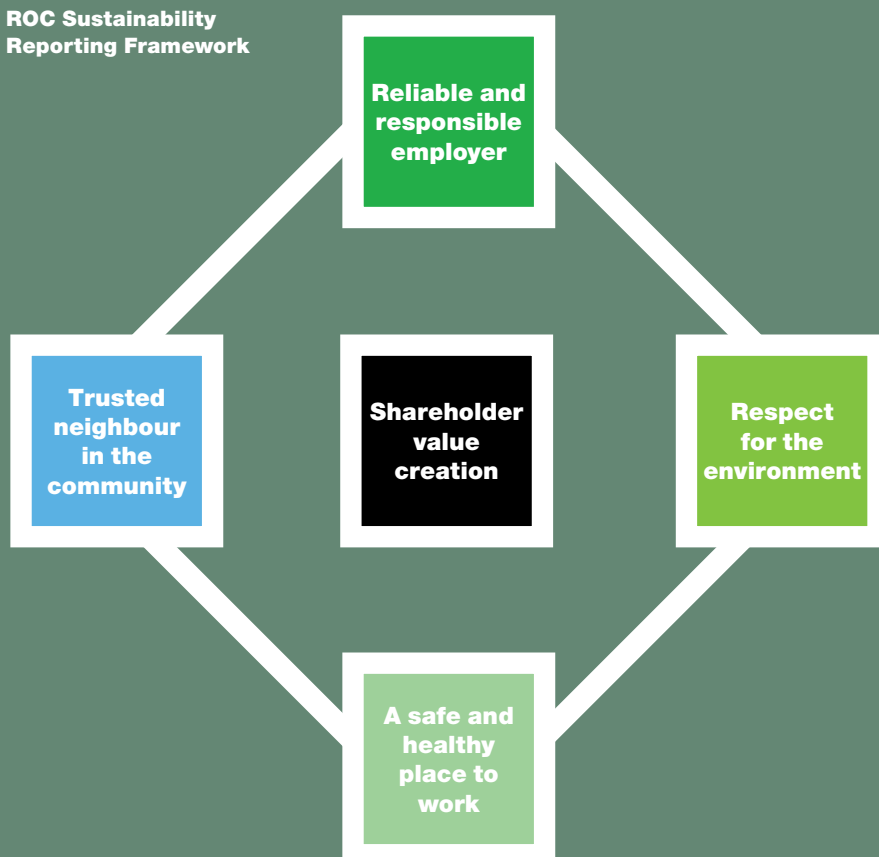 ROC Sustainability
Reporting Framework
Reliable and
responsible
employer
Trusted
neighbour
in the
community
Shareholder
value
creation
Respect
for the
environment
A safe and
healthy
place to
work